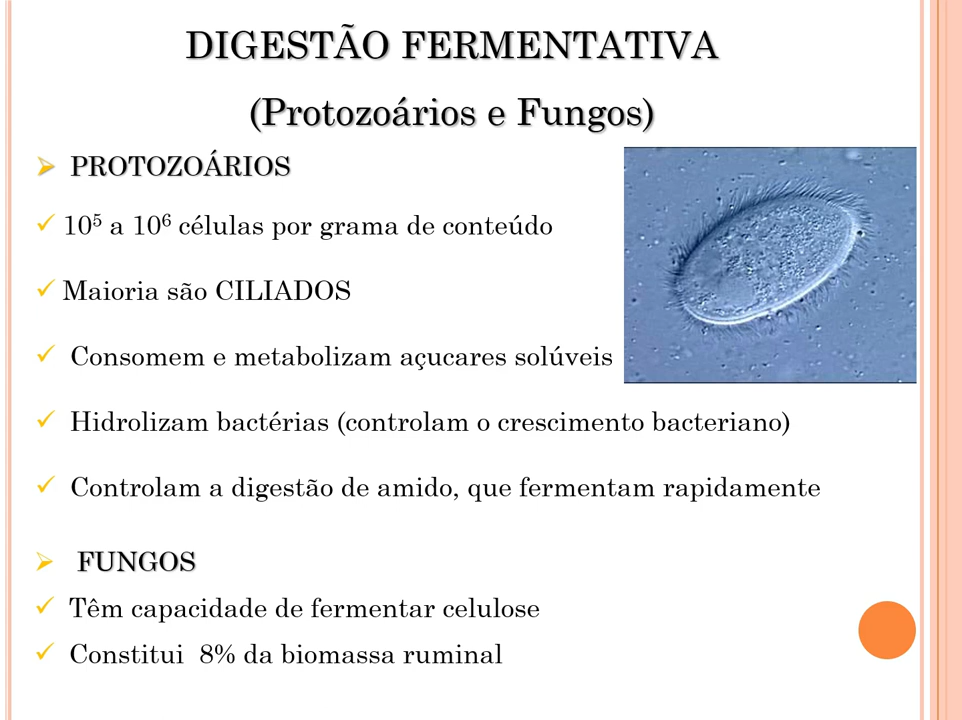 DIGESTÃO FERMENTATIVA
(Protozoários e Fungos)
PROTOZOÁRIOS
10⁵ a 10⁶ células por grama de conteúdo
Maioria são CILIADOS
Consomem e metabolizam açucares solúveis
Hidrolizam bactérias (controlam o crescimento bacteriano)
Controlam a digestão de amido, que fermentam rapidamente
FUNGOS
Têm capacidade de fermentar celulose
Constitui 8% da biomassa ruminal